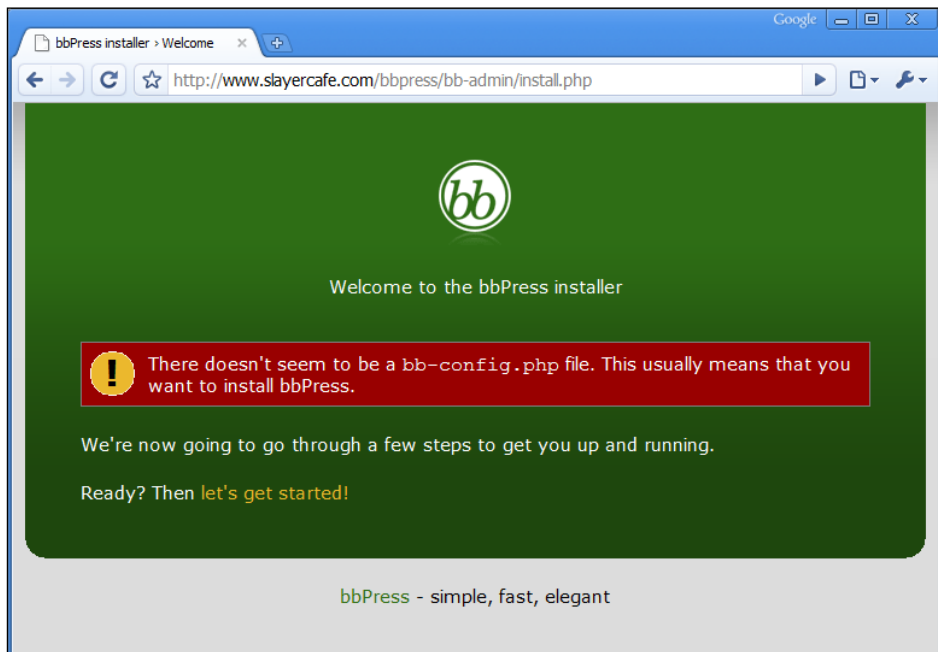 Google
bbPress installer › Welcome
http://www.slayercafe.com/bbpress/bb-admin/install.php
bb
Welcome to the bbPress installer
!
There doesn't seem to be a bb-config.php file. This usually means that you
want to install bbPress.
We're now going to go through a few steps to get you up and running.
Ready? Then let's get started!
bbPress - simple, fast, elegant